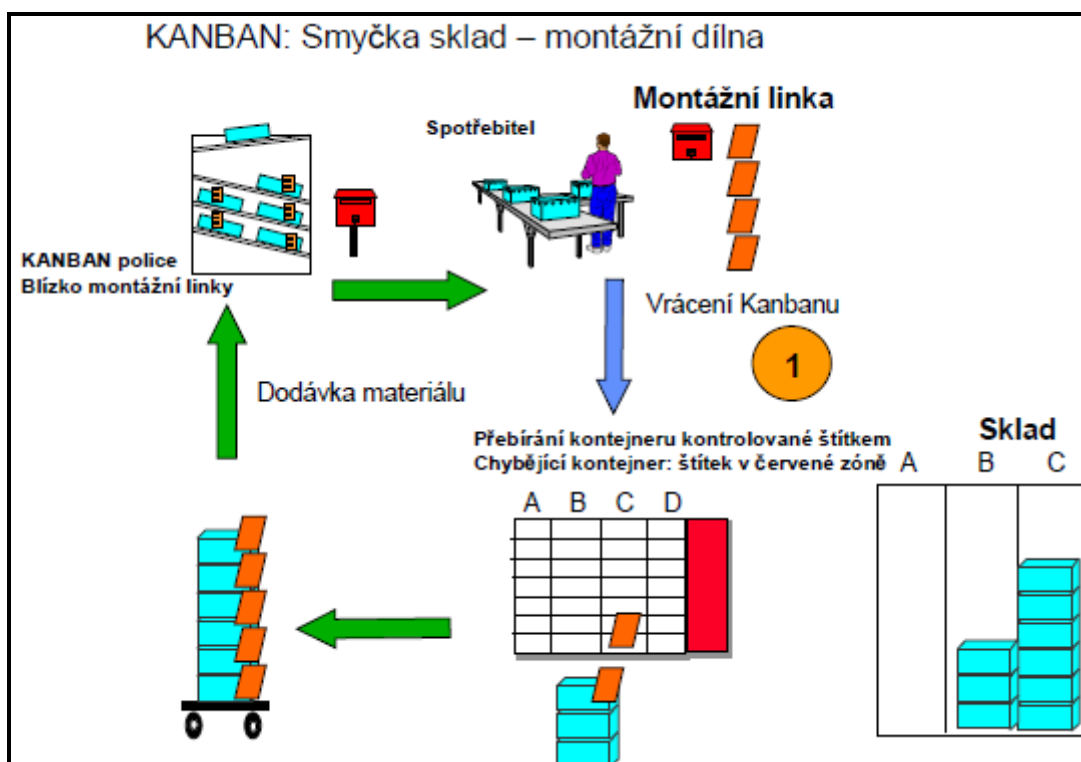 KANBAN: Smyčka sklad – montážní dílna
Montážní linka
Spotřebitel
KANBAN police
Blízko montážní linky
Vrácení Kanbanu
1
Dodávka materiálu
Přebírání kontejneru kontrolované štítkem
Chybějící kontejner: štítek v červené zóně
Sklad
A B C
A B C D